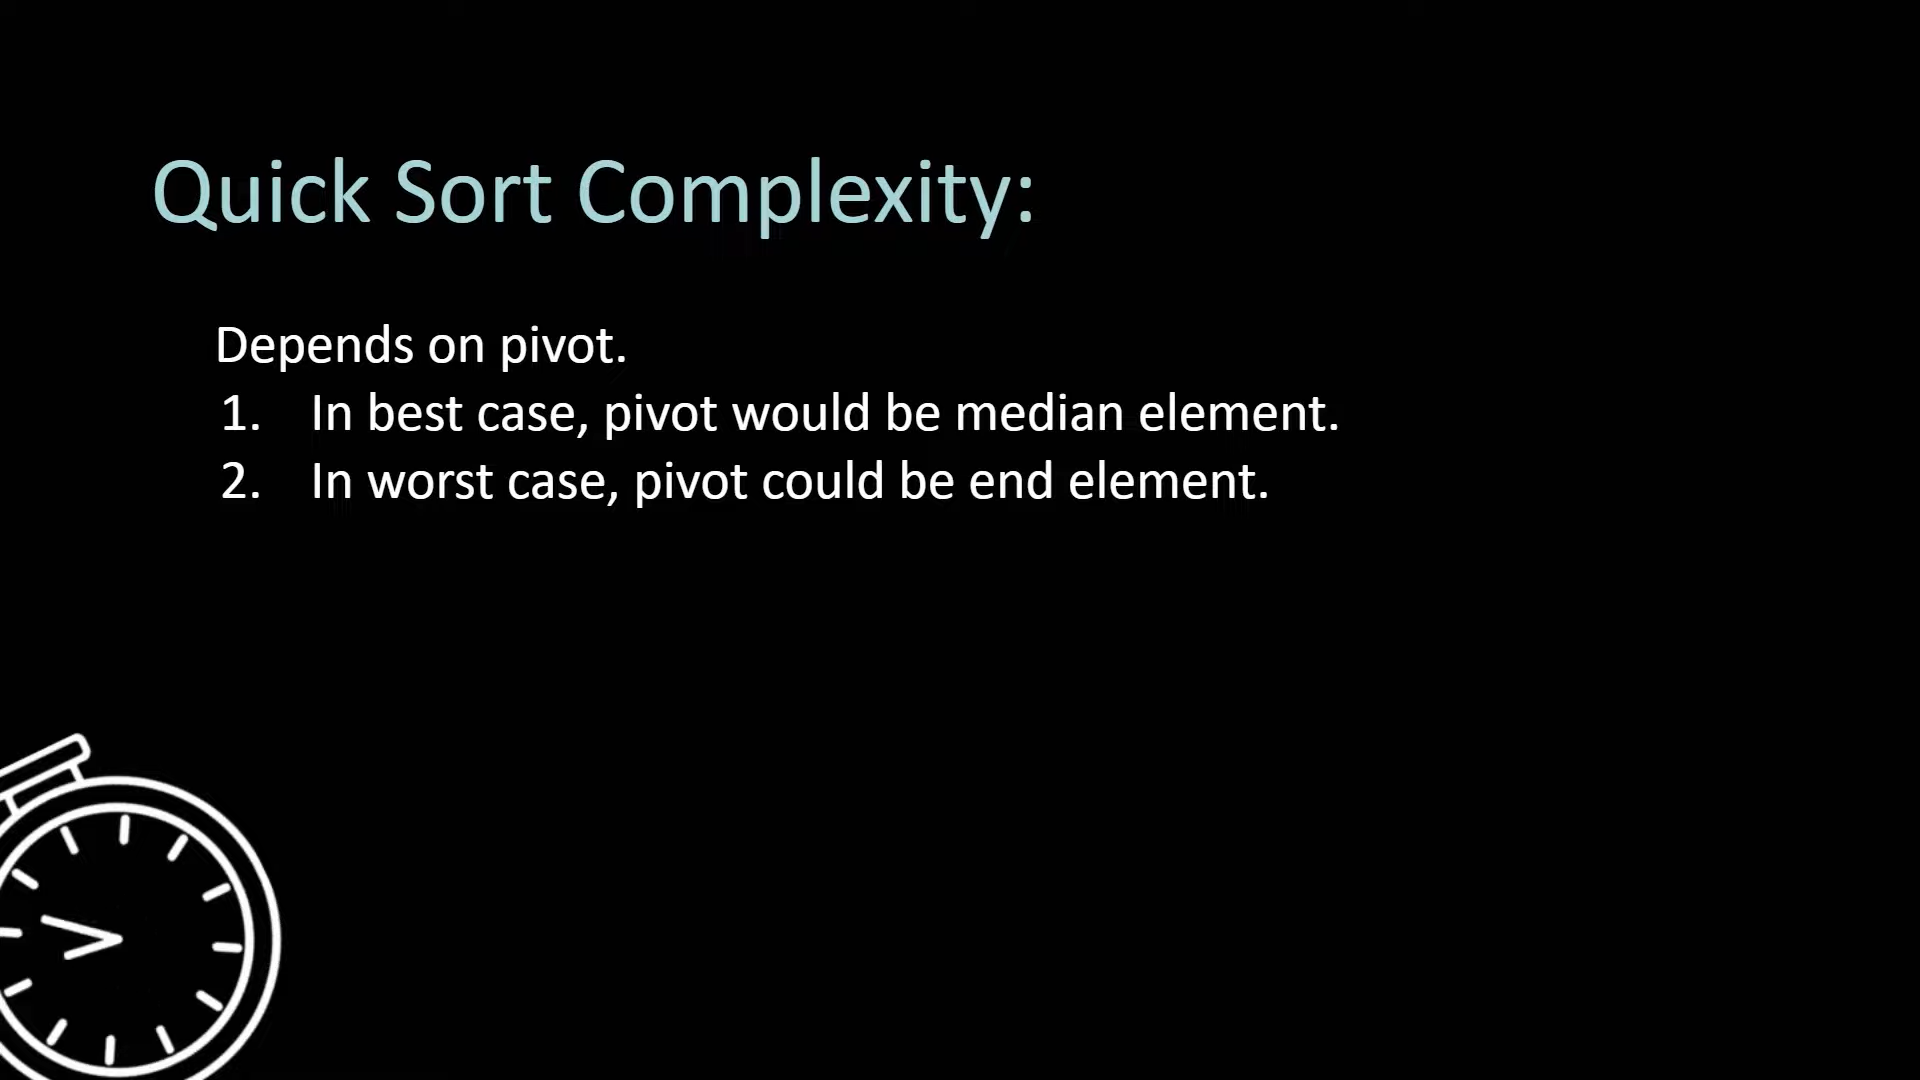 Quick Sort Complexity:
Depends on pivot.
1. In best case, pivot would be median element.
2. In worst case, pivot could be end element.